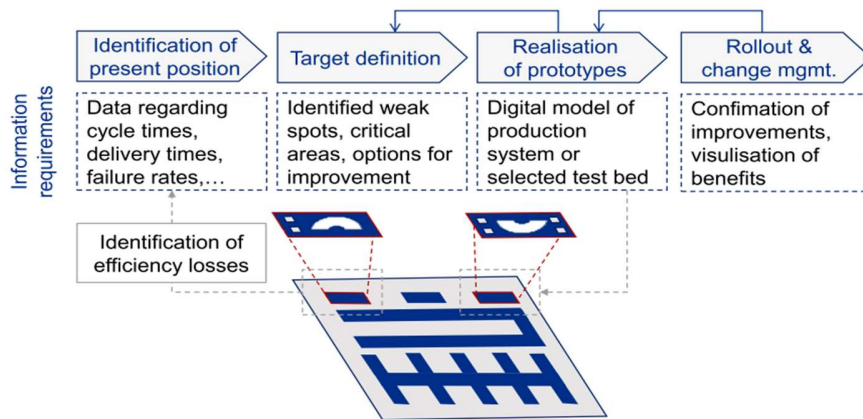 Identification of
present position
Target definition
Realisation
of prototypes
Rollout &
change mgmt.
Information
requirements
Data regarding
cycle times,
delivery times,
failure rates,…
Identified weak
spots, critical
areas, options for
improvement
Digital model of
production
system or
selected test bed
Confimation of
improvements,
visulisation of
benefits
Identification of
efficiency losses